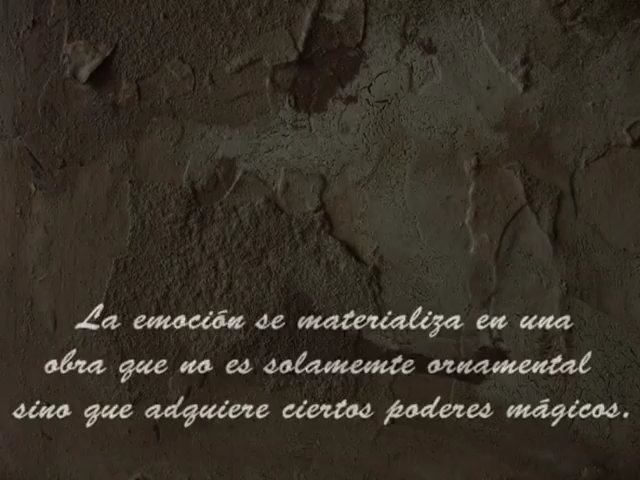 La emoción se materializa en una
obra que no es solamemte ornamental
sino que adquiere ciertos poderes mágicos.